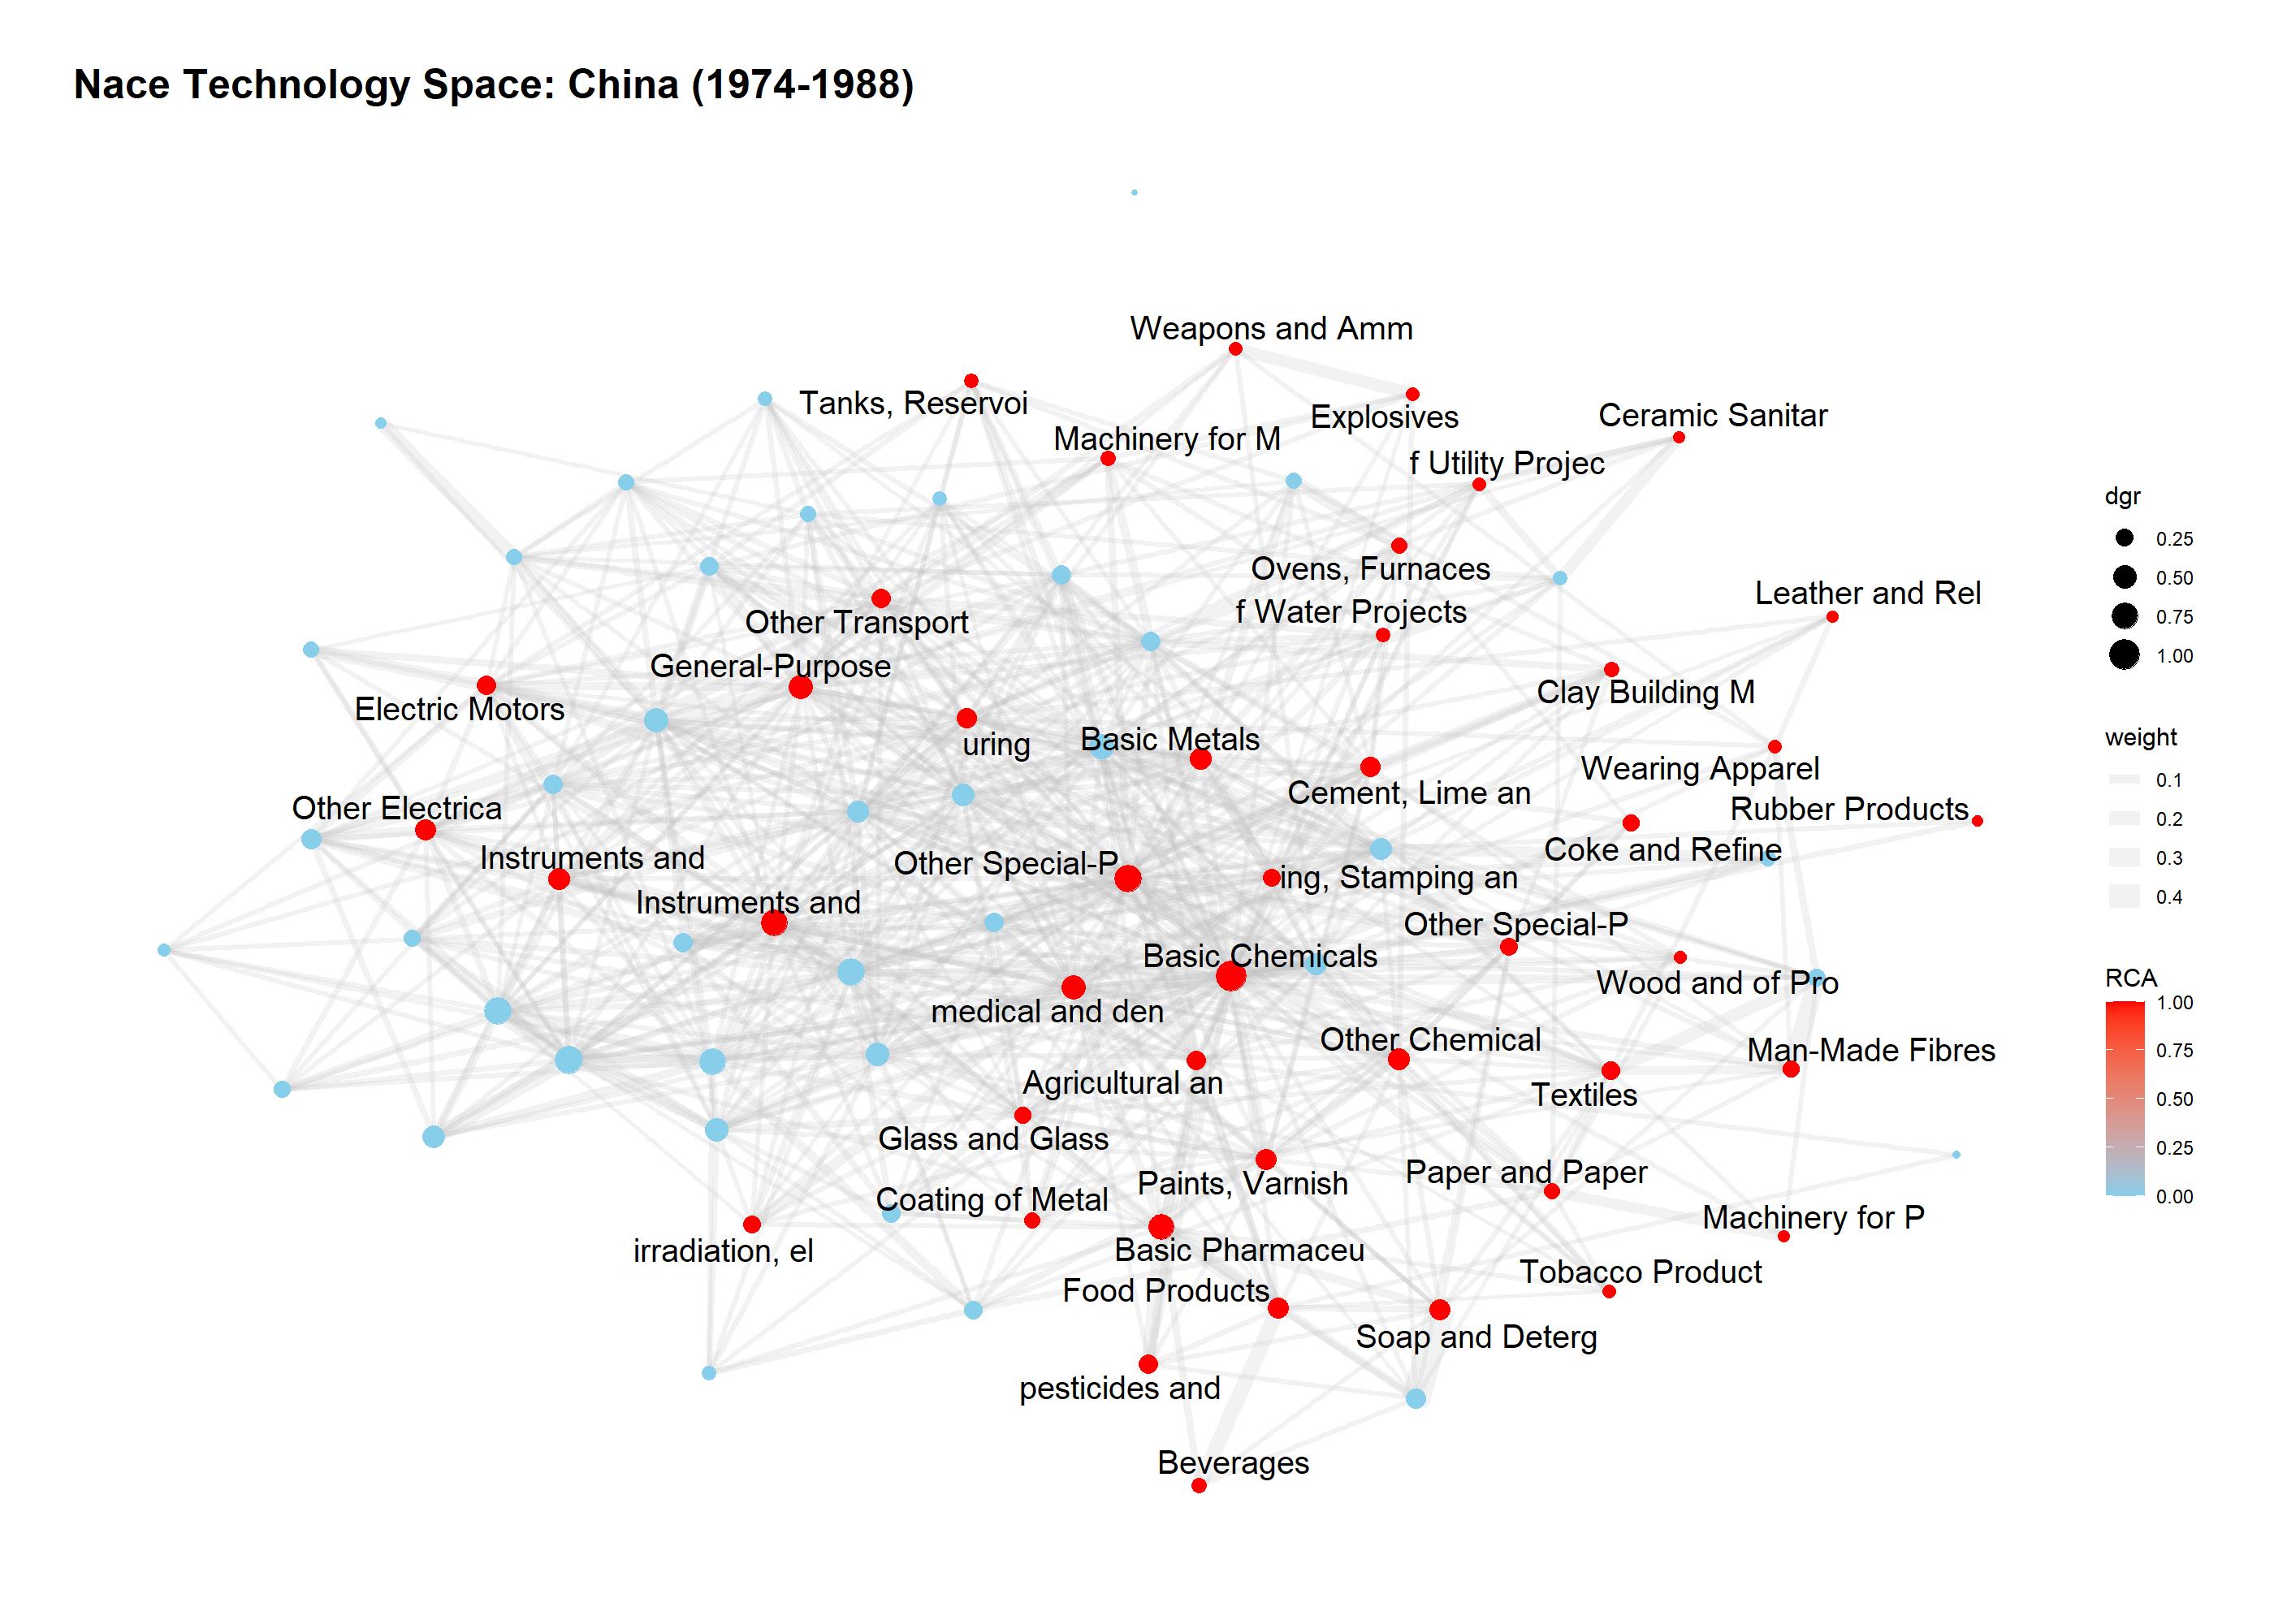 Nace Technology Space: China (1974-1988)
Weapons and Amm
Tanks, Reservoi
Explosives
Ceramic Sanitar
Machinery for M
f Utility Projec
Ovens, Furnaces
Leather and Rel
f Water Projects
Other Transport
General-Purpose
Clay Building M
Electric Motors
uring
Basic Metals
Wearing Apparel
Cement, Lime an
Other Electrica
Rubber Products
Instruments and
Other Special-P
Coke and Refine
ing, Stamping an
Instruments and
Other Special-P
Basic Chemicals
Wood and of Pro
medical and den
Other Chemical
Man-Made Fibres
Agricultural an
Textiles
Glass and Glass
Paints, Varnish
Paper and Paper
Coating of Metal
Machinery for P
irradiation, el
Basic Pharmaceu
Tobacco Product
Food Products
Soap and Deterg
pesticides and
Beverages
dgr
0.25
0.50
0.75
1.00
weight
0.1
0.2
0.3
0.4
RCA
1.00
0.75
0.50
0.25
0.00